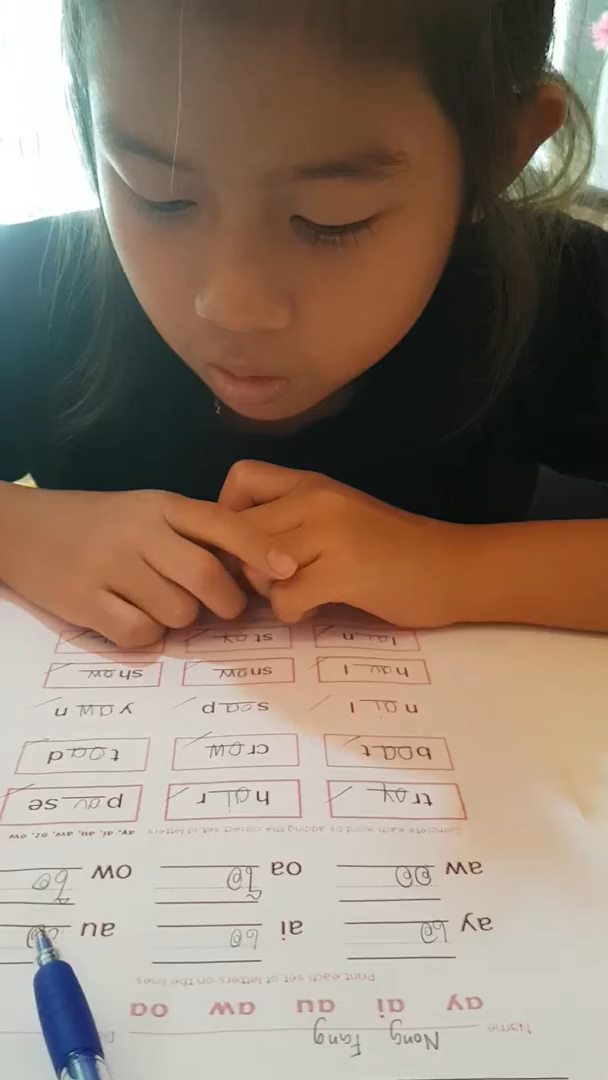 Name Nong Fang
ay ai au aw oa
Print each set of letters on the lines
ay ai au
aw oa ow
Complete each word by adding the correct set of letters ay, ai, au, aw, oa, ow
tray hair pause
boat crow toad
nail soap yawn
haul snow show
stay